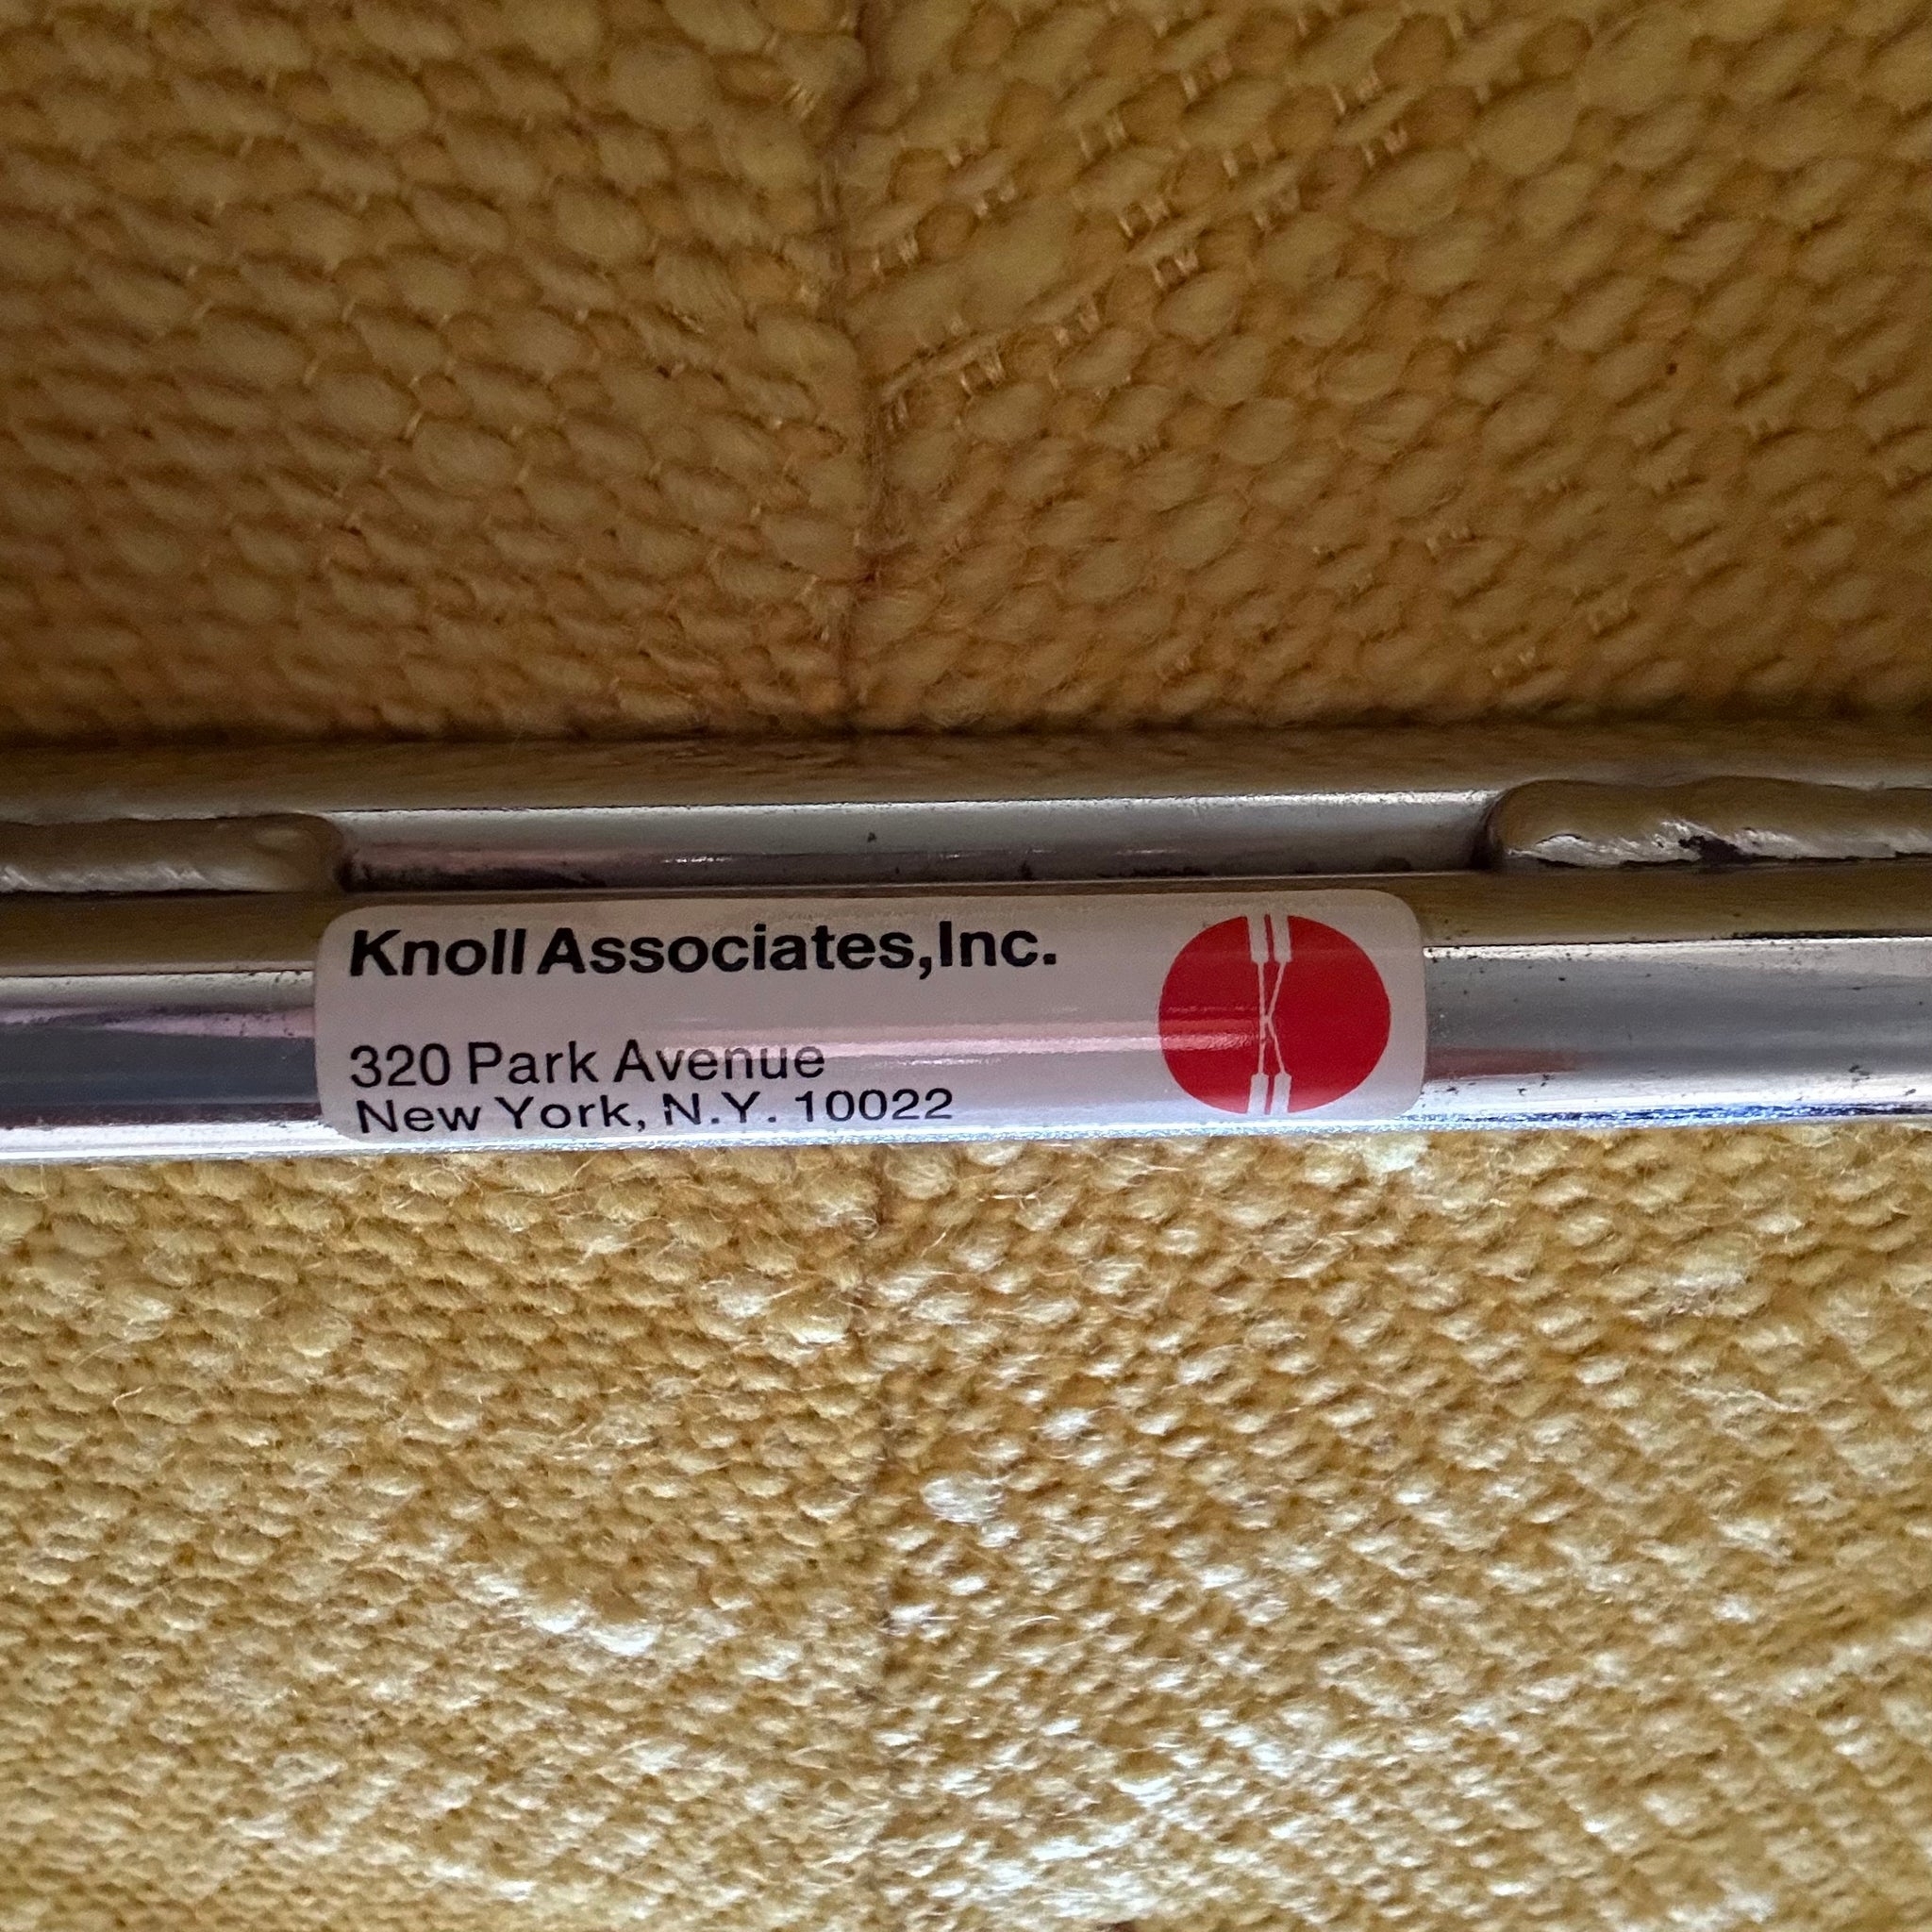 Knoll Associates,Inc.
320 Park Avenue
New York, N.Y. 10022